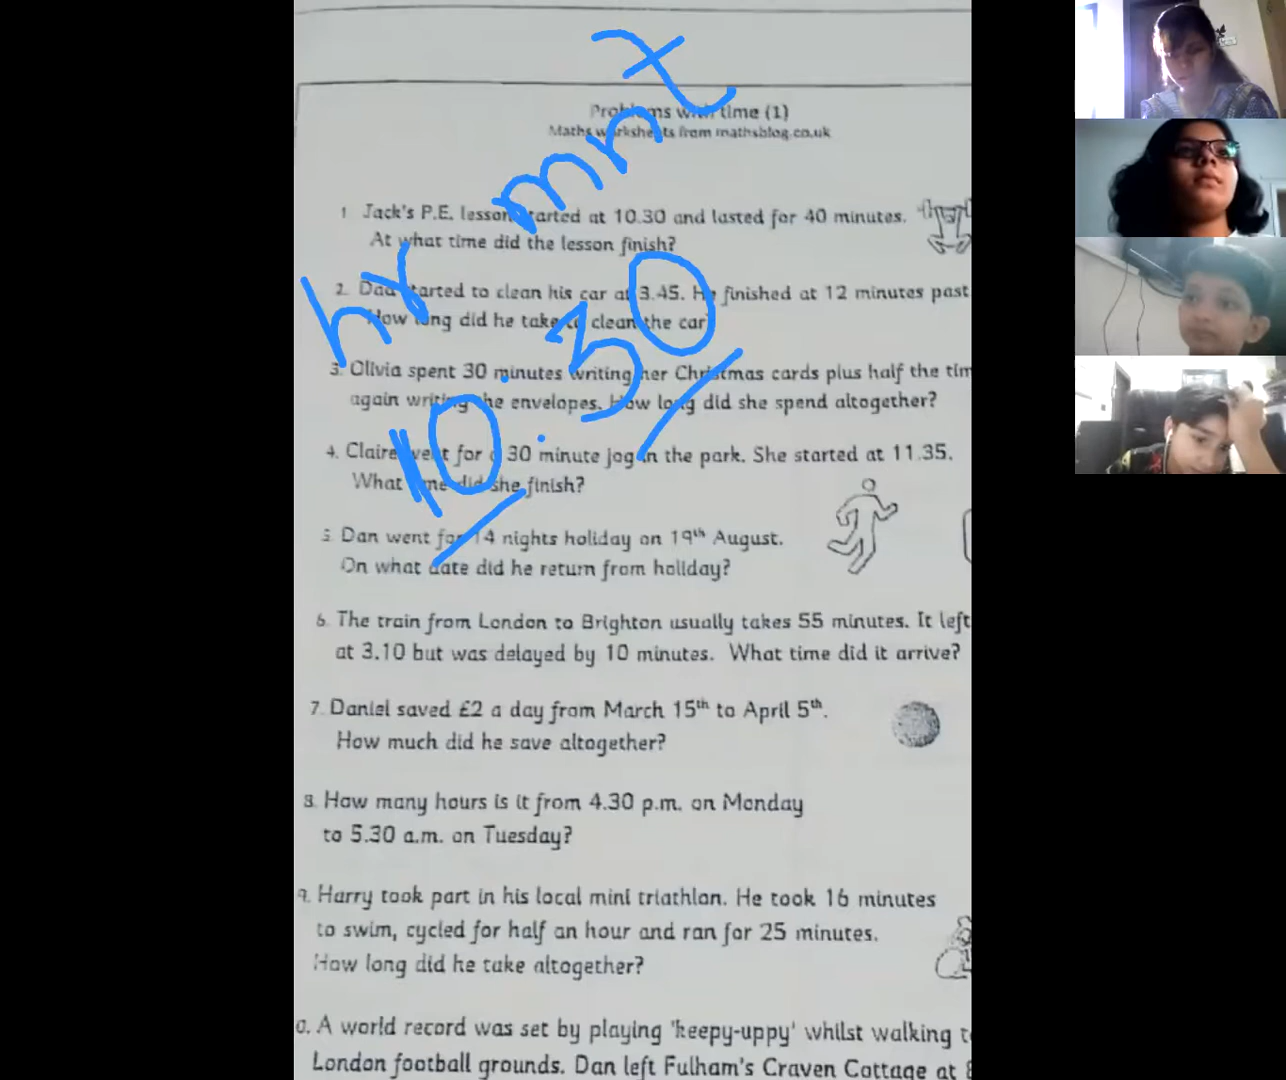 Problems with time (1)
Maths worksheets from mathsblog.co.uk
1. Jack's P.E. lesson started at 10.30 and lasted for 40 minutes.
At what time did the lesson finish?
2. Dad started to clean his car at 3.45. He finished at 12 minutes past
How long did he take to clean the car
3. Olivia spent 30 minutes writing her Christmas cards plus half the tim
again writing the envelopes. How long did she spend altogether?
4. Claire went for a 30 minute jog in the park. She started at 11.35.
What time did she finish?
5. Dan went for 14 nights holiday on 19th August.
On what date did he return from holiday?
6. The train from London to Brighton usually takes 55 minutes. It left
at 3.10 but was delayed by 10 minutes. What time did it arrive?
7. Daniel saved £2 a day from March 15th to April 5th.
How much did he save altogether?
8. How many hours is it from 4.30 p.m. on Monday
to 5.30 a.m. on Tuesday?
9. Harry took part in his local mini triathlon. He took 16 minutes
to swim, cycled for half an hour and ran for 25 minutes.
How long did he take altogether?
0. A world record was set by playing 'keepy-uppy' whilst walking t
London football grounds. Dan left Fulham's Craven Cottage at 8
hr mnt
10:30